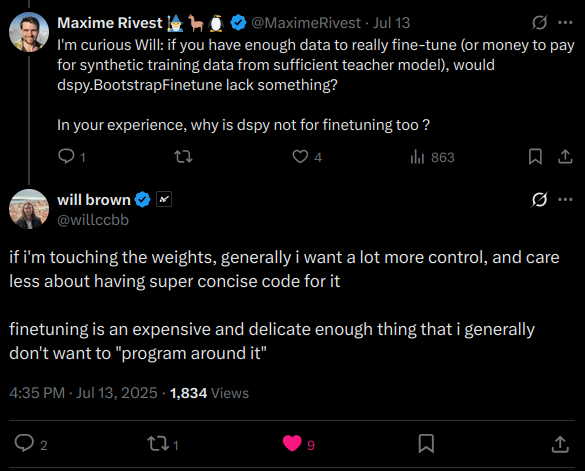 Maxime Rivest 🧙‍♂️🦙🐧 @MaximeRivest · Jul 13
I'm curious Will: if you have enough data to really fine-tune (or money to pay
for synthetic training data from sufficient teacher model), would
dspy.BootstrapFinetune lack something?
In your experience, why is dspy not for finetuning too ?
1 4 863
will brown
@willccbb
if i'm touching the weights, generally i want a lot more control, and care
less about having super concise code for it
finetuning is an expensive and delicate enough thing that i generally
don't want to "program around it"
4:35 PM · Jul 13, 2025 · 1,834 Views
2 1 9